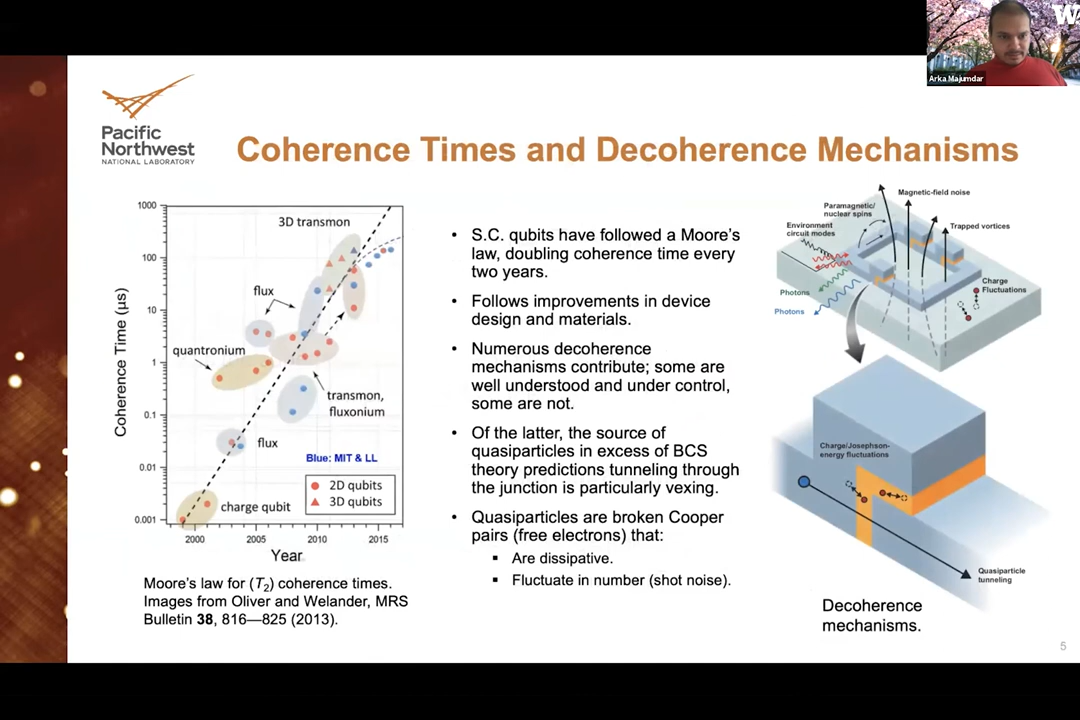 W
Arka Majumdar
Pacific
Northwest
NATIONAL LABORATORY
Coherence Times and Decoherence Mechanisms
1000
100
10
1
0.1
0.01
0.001
Coherence Time (µs)
3D transmon
flux
quantronium
transmon,
fluxonium
flux
Blue: MIT & LL
2D qubits
3D qubits
charge qubit
2000
2005
2010
2015
Year
Moore's law for (T2) coherence times.
Images from Oliver and Welander, MRS
Bulletin 38, 816—825 (2013).
• S.C. qubits have followed a Moore's
law, doubling coherence time every
two years.
• Follows improvements in device
design and materials.
• Numerous decoherence
mechanisms contribute; some are
well understood and under control,
some are not.
• Of the latter, the source of
quasiparticles in excess of BCS
theory predictions tunneling through
the junction is particularly vexing.
• Quasiparticles are broken Cooper
pairs (free electrons) that:
▪ Are dissipative.
▪ Fluctuate in number (shot noise).
Magnetic-field noise
Paramagnetic/
nuclear spins
Trapped vortices
Environment
circuit modes
Charge
Fluctuations
Photons
Photons
Charge/Josephson-
energy fluctuations
Quasiparticle
tunneling
Decoherence
mechanisms.
5